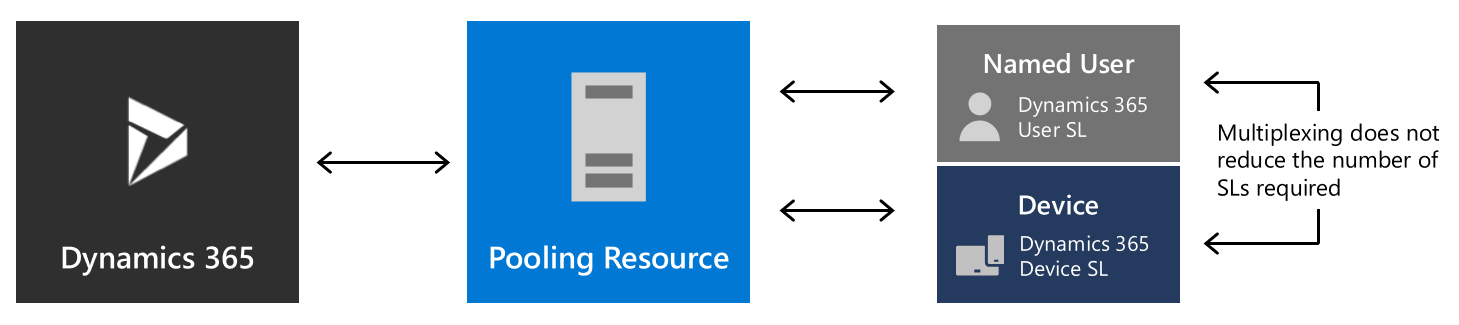 Dynamics 365
Pooling Resource
Named User
Dynamics 365
User SL
Device
Dynamics 365
Device SL
Multiplexing does not
reduce the number of
SLs required